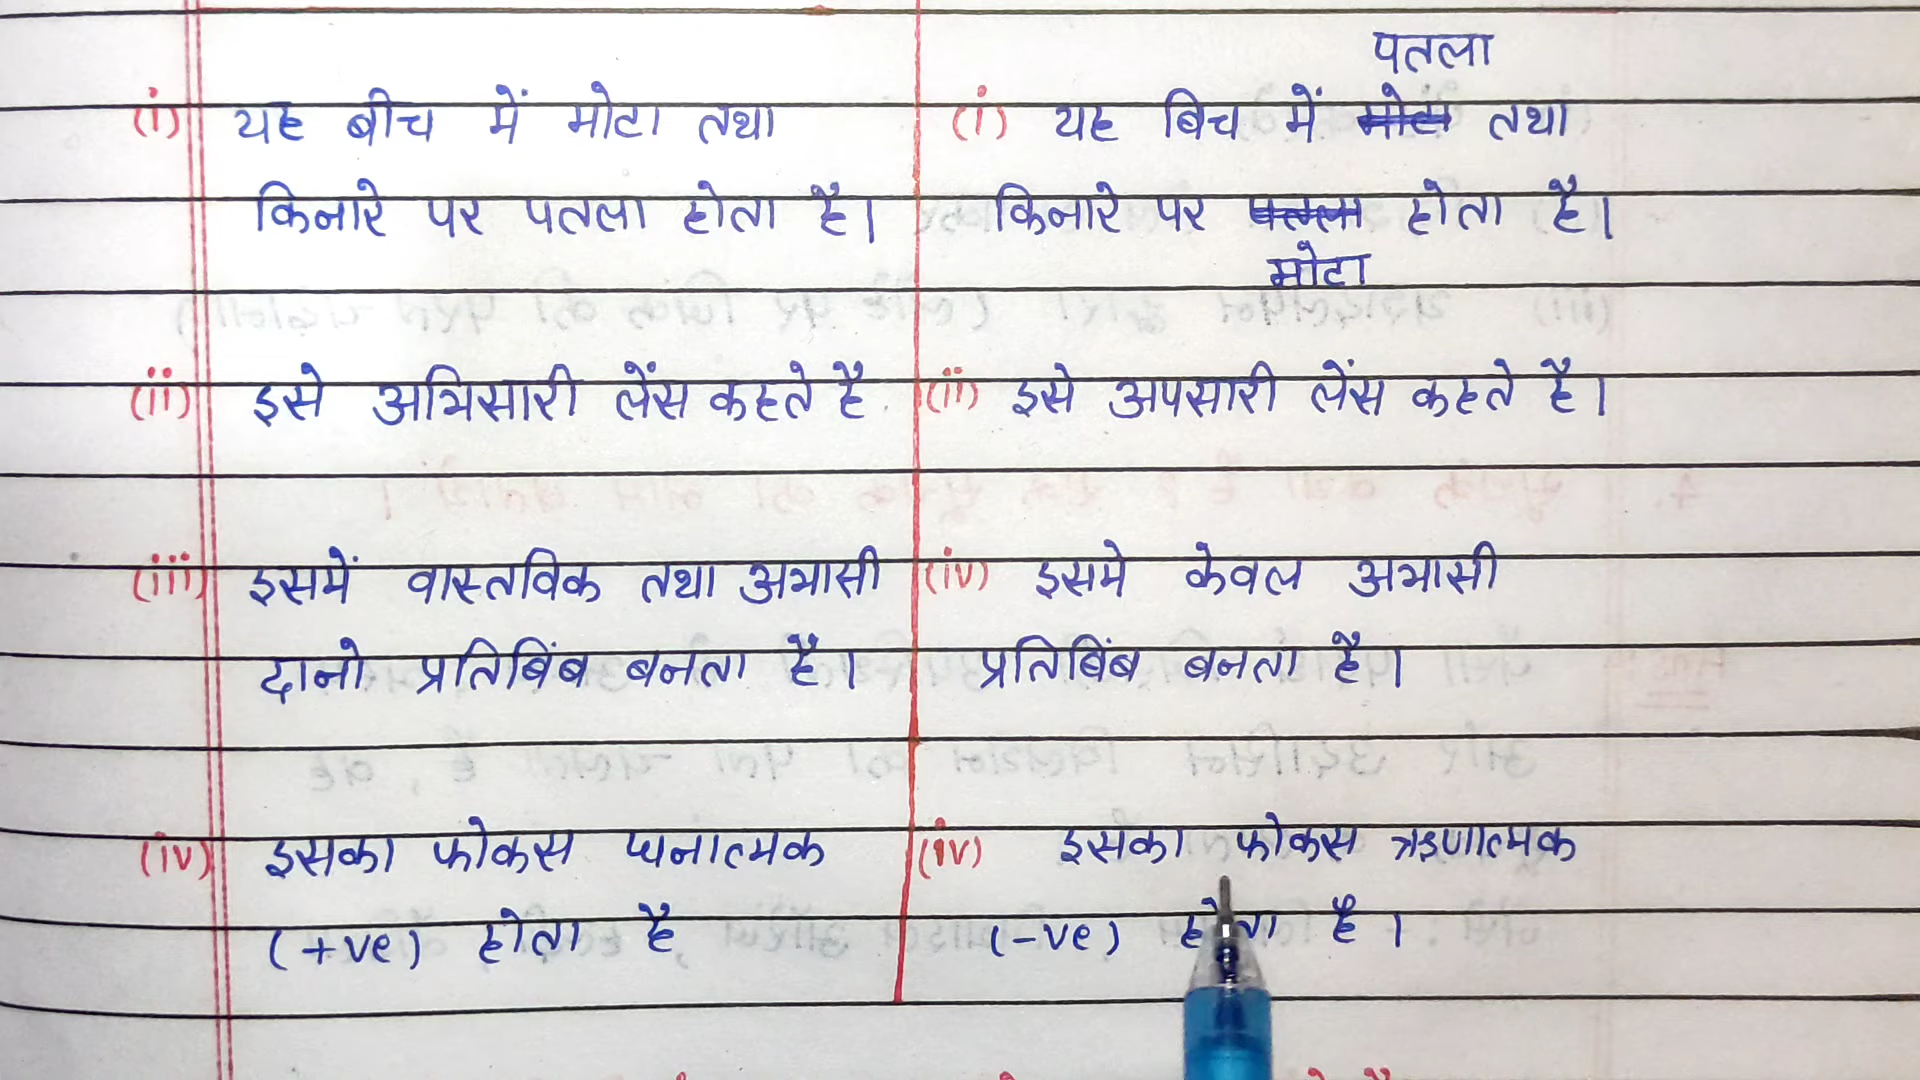 (i) यह बीच में मोटा तथा
किनारे पर पतला होता है।
(ii) इसे अभिसारी लेंस कहते है
(iii) इसमें वास्तविक तथा अभासी
दानो प्रतिबिंब बनता है।
(iv) इसका फोकस धनात्मक
(+ve) होता है
पतला
(i) यह बिच में मोटा तथा
किनारे पर पतला होता है।
मोटा
(ii) इसे अपसारी लेंस कहते है।
(iv) इसमे केवल अभासी
प्रतिबिंब बनता है।
(iv) इसका फोकस ऋणात्मक
(-ve) होता है।